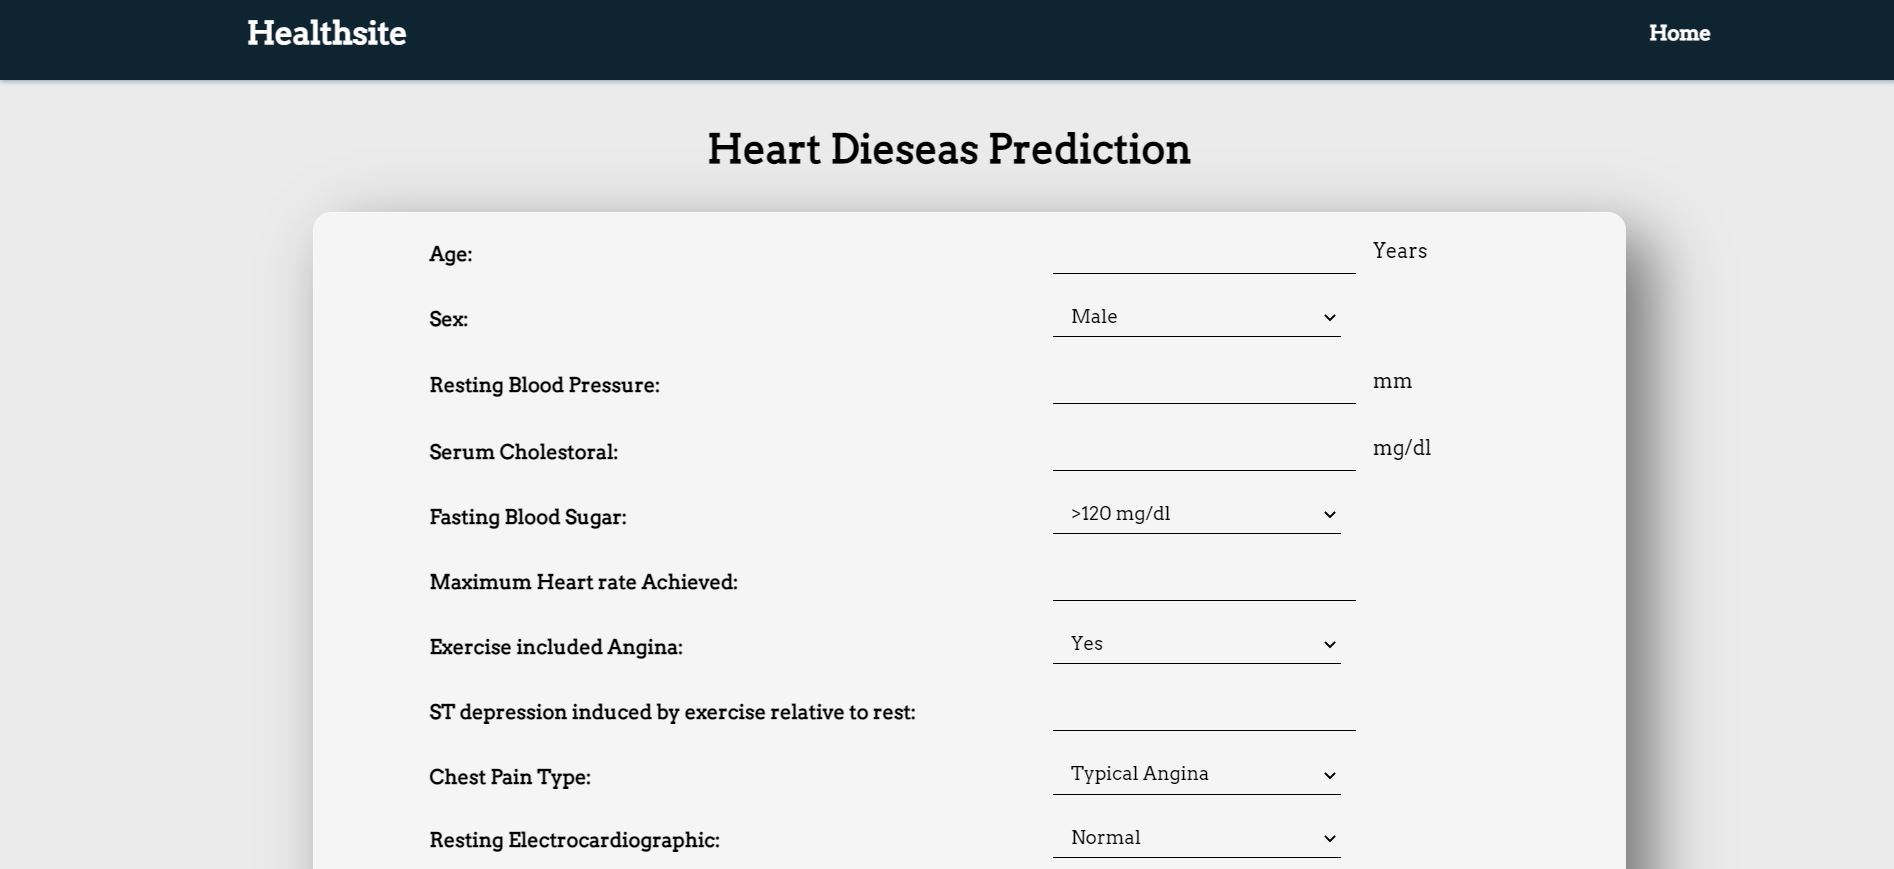 Healthsite Home
Heart Dieseas Prediction
Age: Years
Sex: Male
Resting Blood Pressure: mm
Serum Cholestoral: mg/dl
Fasting Blood Sugar: >120 mg/dl
Maximum Heart rate Achieved:
Exercise included Angina: Yes
ST depression induced by exercise relative to rest:
Chest Pain Type: Typical Angina
Resting Electrocardiographic: Normal